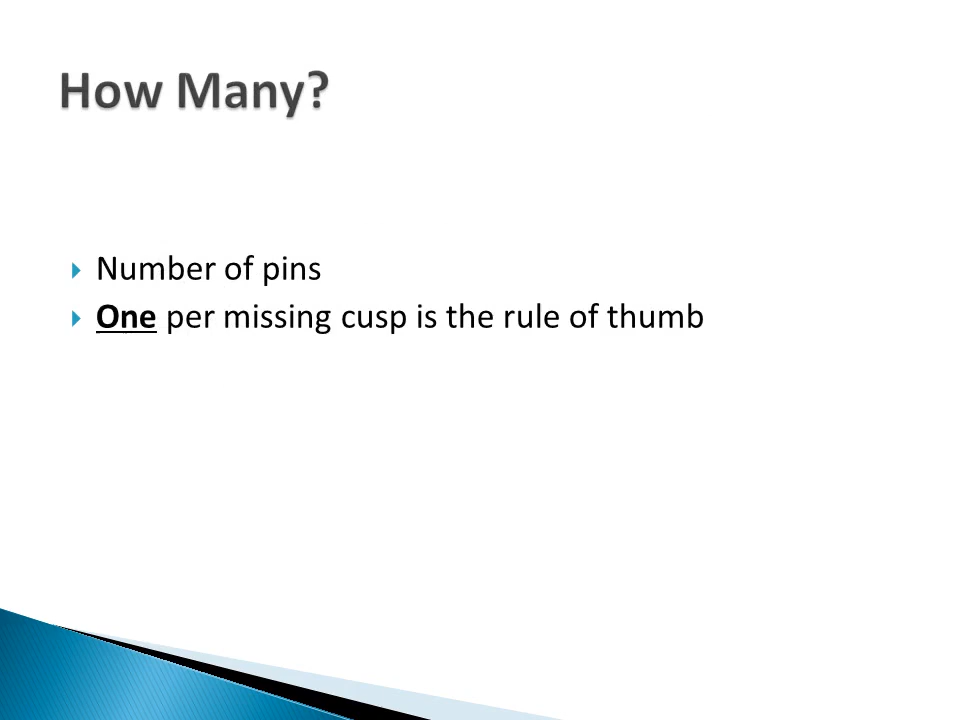 How Many?
Number of pins
One per missing cusp is the rule of thumb